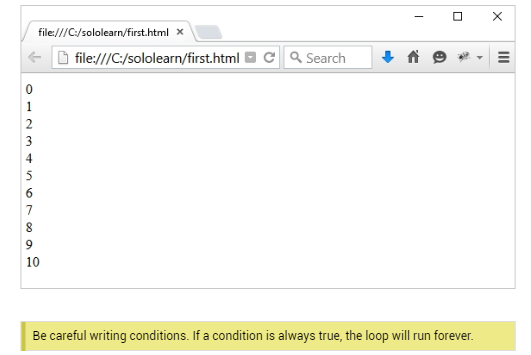 file:///C:/sololearn/first.html
file:///C:/sololearn/first.html
Search
0
1
2
3
4
5
6
7
8
9
10
Be careful writing conditions. If a condition is always true, the loop will run forever.